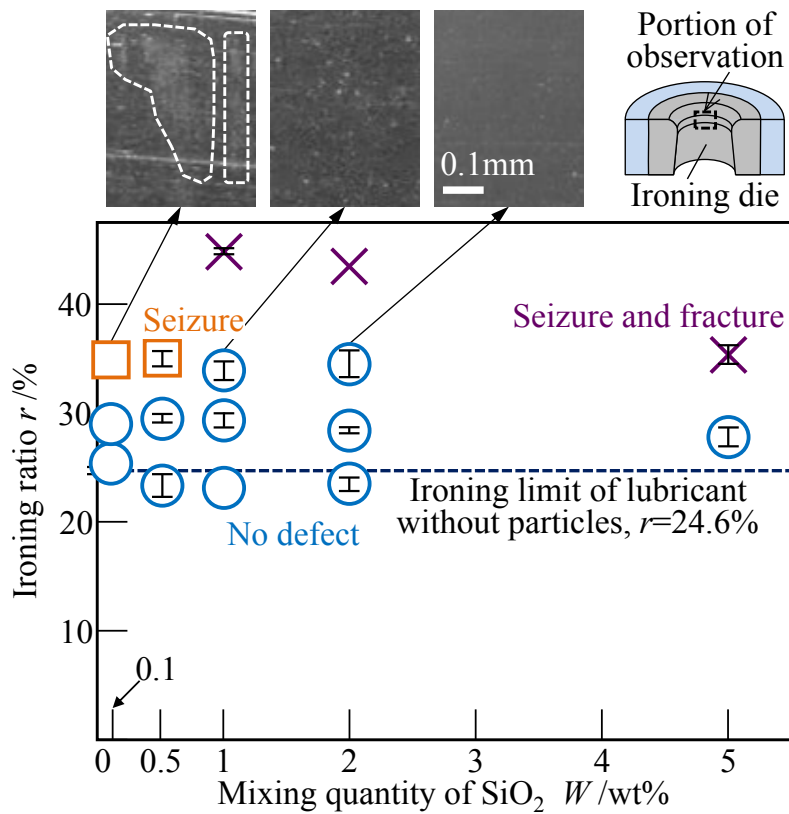 Portion of
observation
0.1mm
Ironing die
40
30
20
10
Ironing ratio r /%
Seizure
Seizure and fracture
Ironing limit of lubricant
without particles, r=24.6%
No defect
0.1
0 0.5 1 2 3 4 5
Mixing quantity of SiO₂ W /wt%